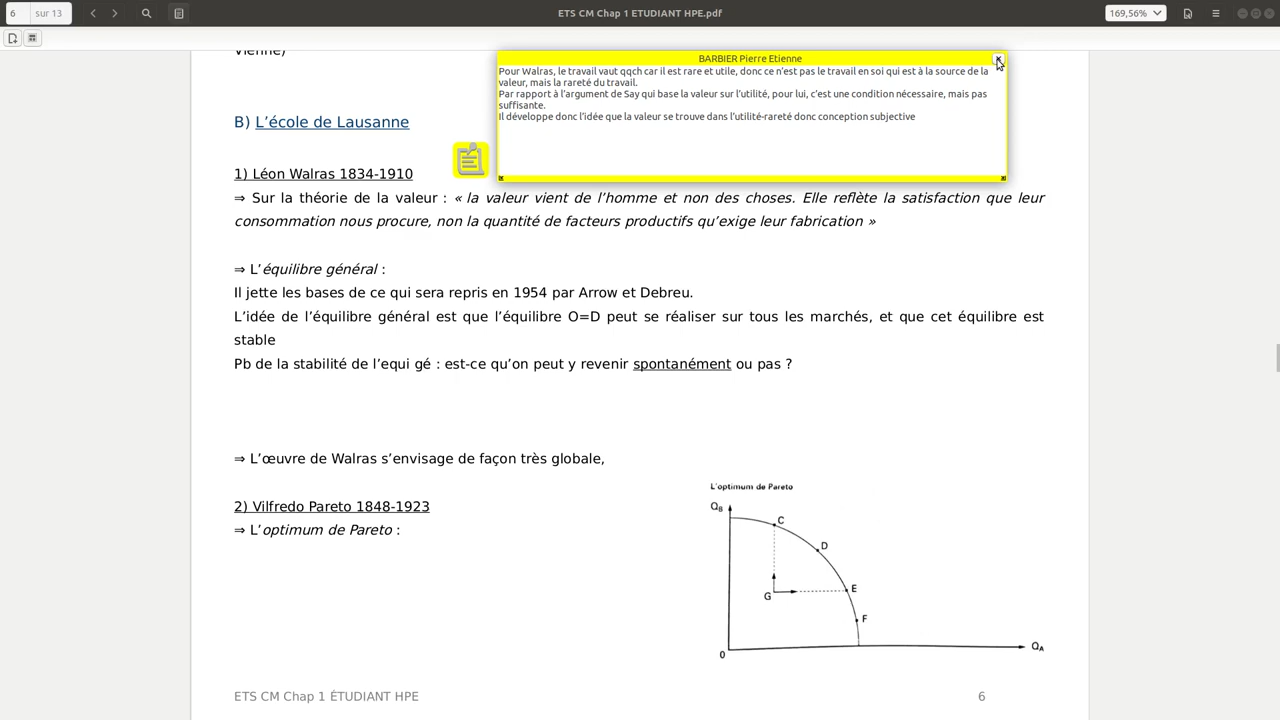 6
sur 13
ETS CM Chap 1 ETUDIANT HPE.pdf
169,56%
Vienne)
BARBIER Pierre Etienne
Pour Walras, le travail vaut qqch car il est rare et utile, donc ce n'est pas le travail en soi qui est à la source de la
valeur, mais la rareté du travail.
Par rapport à l'argument de Say qui base la valeur sur l'utilité, pour lui, c'est une condition nécessaire, mais pas
suffisante.
Il développe donc l'idée que la valeur se trouve dans l'utilité-rareté donc conception subjective
B) L'école de Lausanne
1) Léon Walras 1834-1910
⇒ Sur la théorie de la valeur : « la valeur vient de l'homme et non des choses. Elle reflète la satisfaction que leur
consommation nous procure, non la quantité de facteurs productifs qu'exige leur fabrication »
⇒ L'équilibre général :
Il jette les bases de ce qui sera repris en 1954 par Arrow et Debreu.
L'idée de l'équilibre général est que l'équilibre O=D peut se réaliser sur tous les marchés, et que cet équilibre est
stable
Pb de la stabilité de l'equi gé : est-ce qu'on peut y revenir spontanément ou pas ?
⇒ L'œuvre de Walras s'envisage de façon très globale,
2) Vilfredo Pareto 1848-1923
⇒ L'optimum de Pareto :
L'optimum de Pareto
QB
C
D
E
G
F
0
QA
ETS CM Chap 1 ÉTUDIANT HPE
6